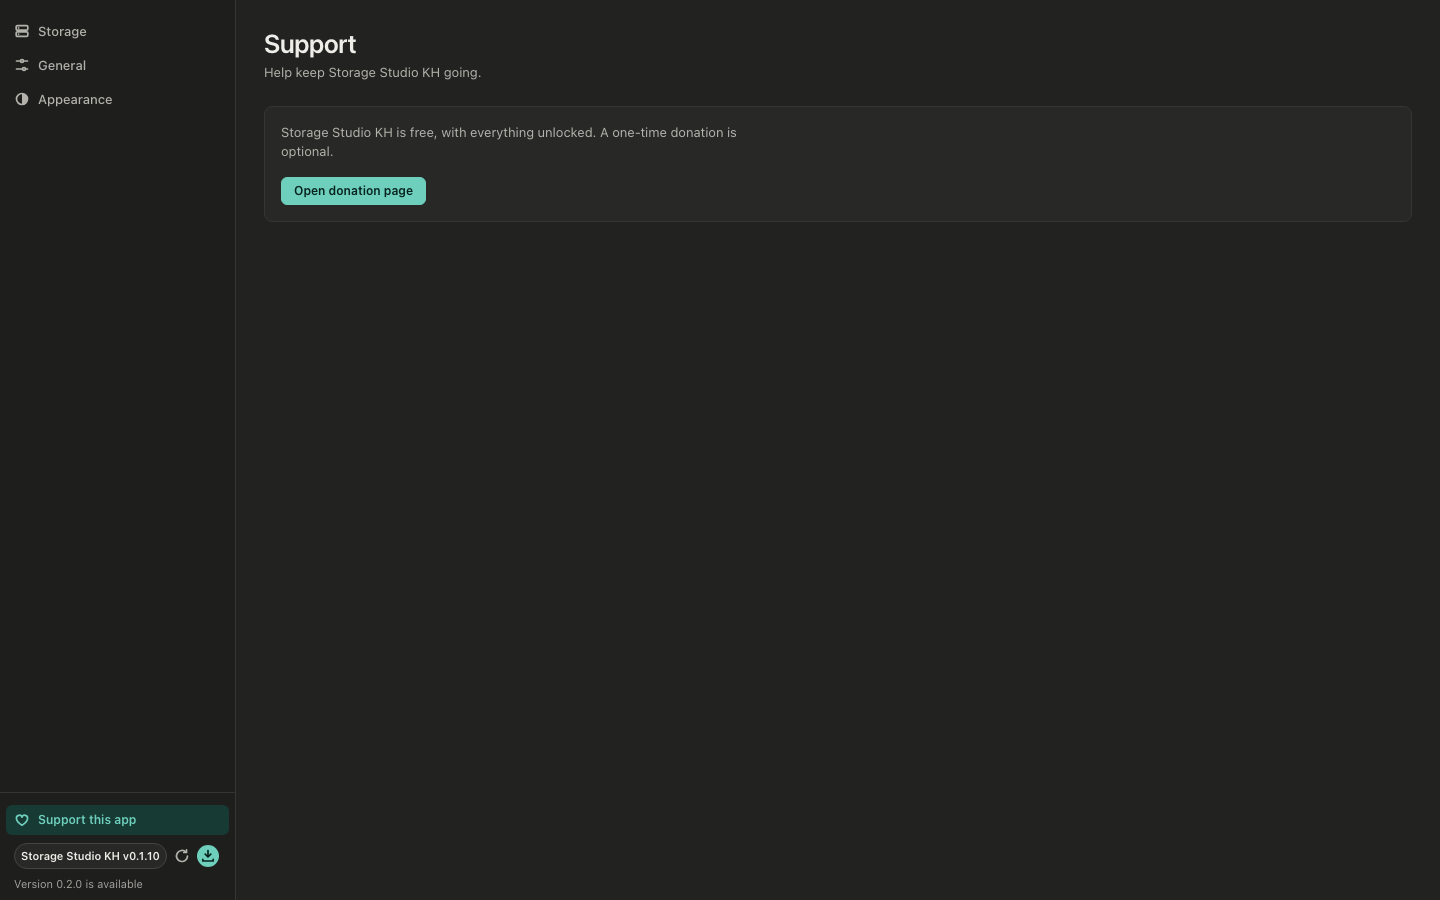 Storage
General
Appearance
Support
Help keep Storage Studio KH going.
Storage Studio KH is free, with everything unlocked. A one-time donation is
optional.
Open donation page
Support this app
Storage Studio KH v0.1.10
Version 0.2.0 is available